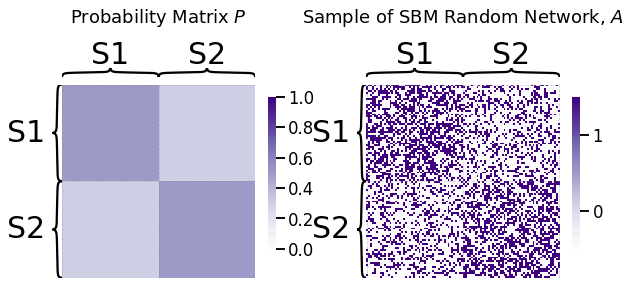 Probability Matrix P
S1 S2
S1
S2
1.0
0.8
0.6
0.4
0.2
0.0
Sample of SBM Random Network, A
S1 S2
S1
S2
1
0